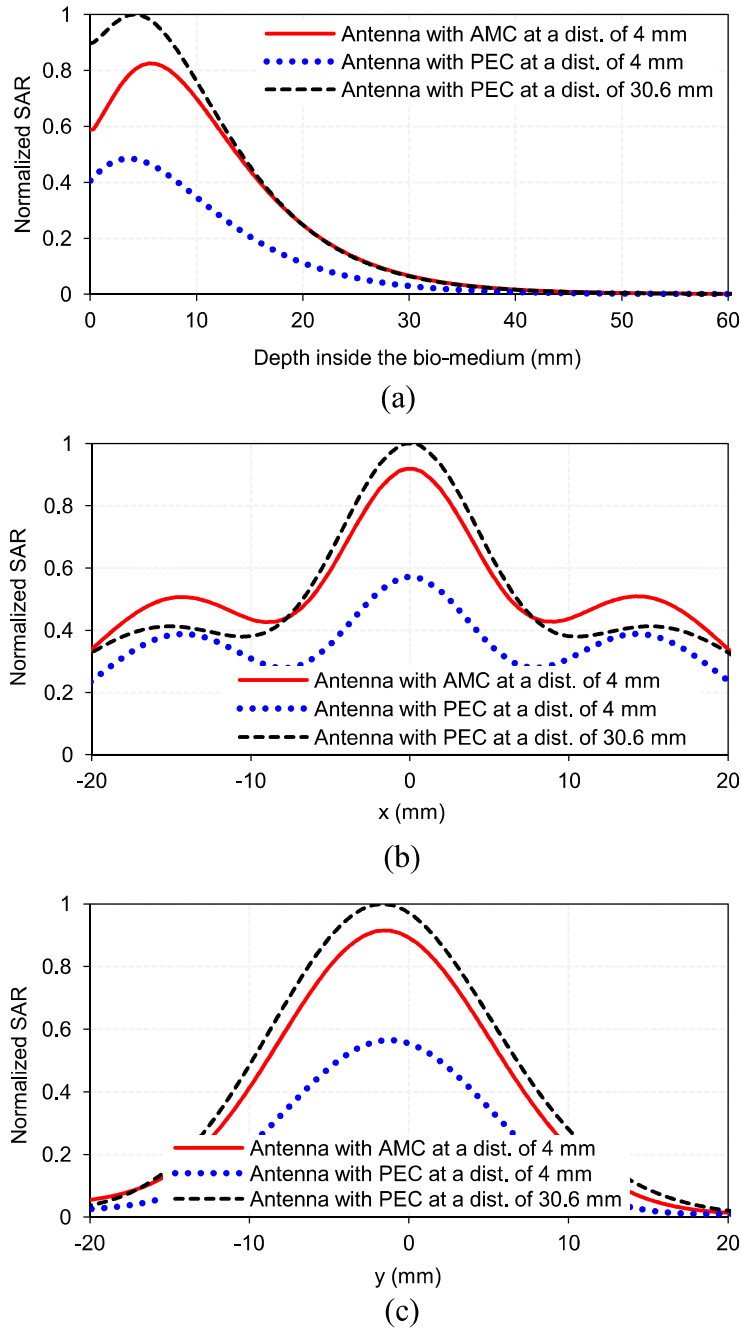 Normalized SAR
1
0.8
0.6
0.4
0.2
0
Antenna with AMC at a dist. of 4 mm
Antenna with PEC at a dist. of 4 mm
Antenna with PEC at a dist. of 30.6 mm
0 10 20 30 40 50 60
Depth inside the bio-medium (mm)
(a)
Normalized SAR
1
0.8
0.6
0.4
0.2
0
Antenna with AMC at a dist. of 4 mm
Antenna with PEC at a dist. of 4 mm
Antenna with PEC at a dist. of 30.6 mm
-20 -10 0 10 20
x (mm)
(b)
Normalized SAR
1
0.8
0.6
0.4
0.2
0
Antenna with AMC at a dist. of 4 mm
Antenna with PEC at a dist. of 4 mm
Antenna with PEC at a dist. of 30.6 mm
-20 -10 0 10 20
y (mm)
(c)